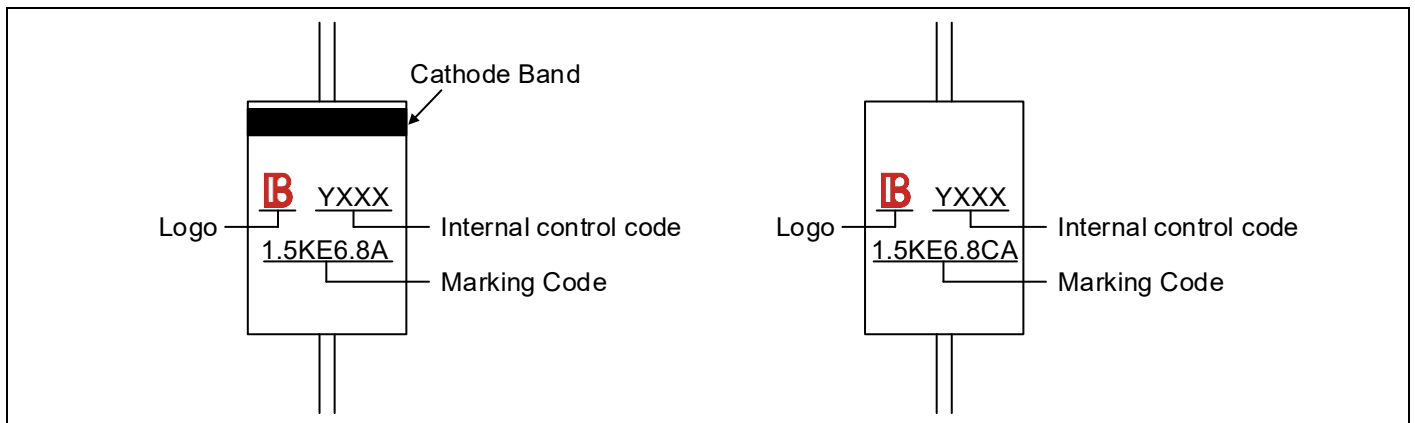 Cathode Band
B YXXX
Logo
Internal control code
1.5KE6.8A
Marking Code
B YXXX
Logo
Internal control code
1.5KE6.8CA
Marking Code